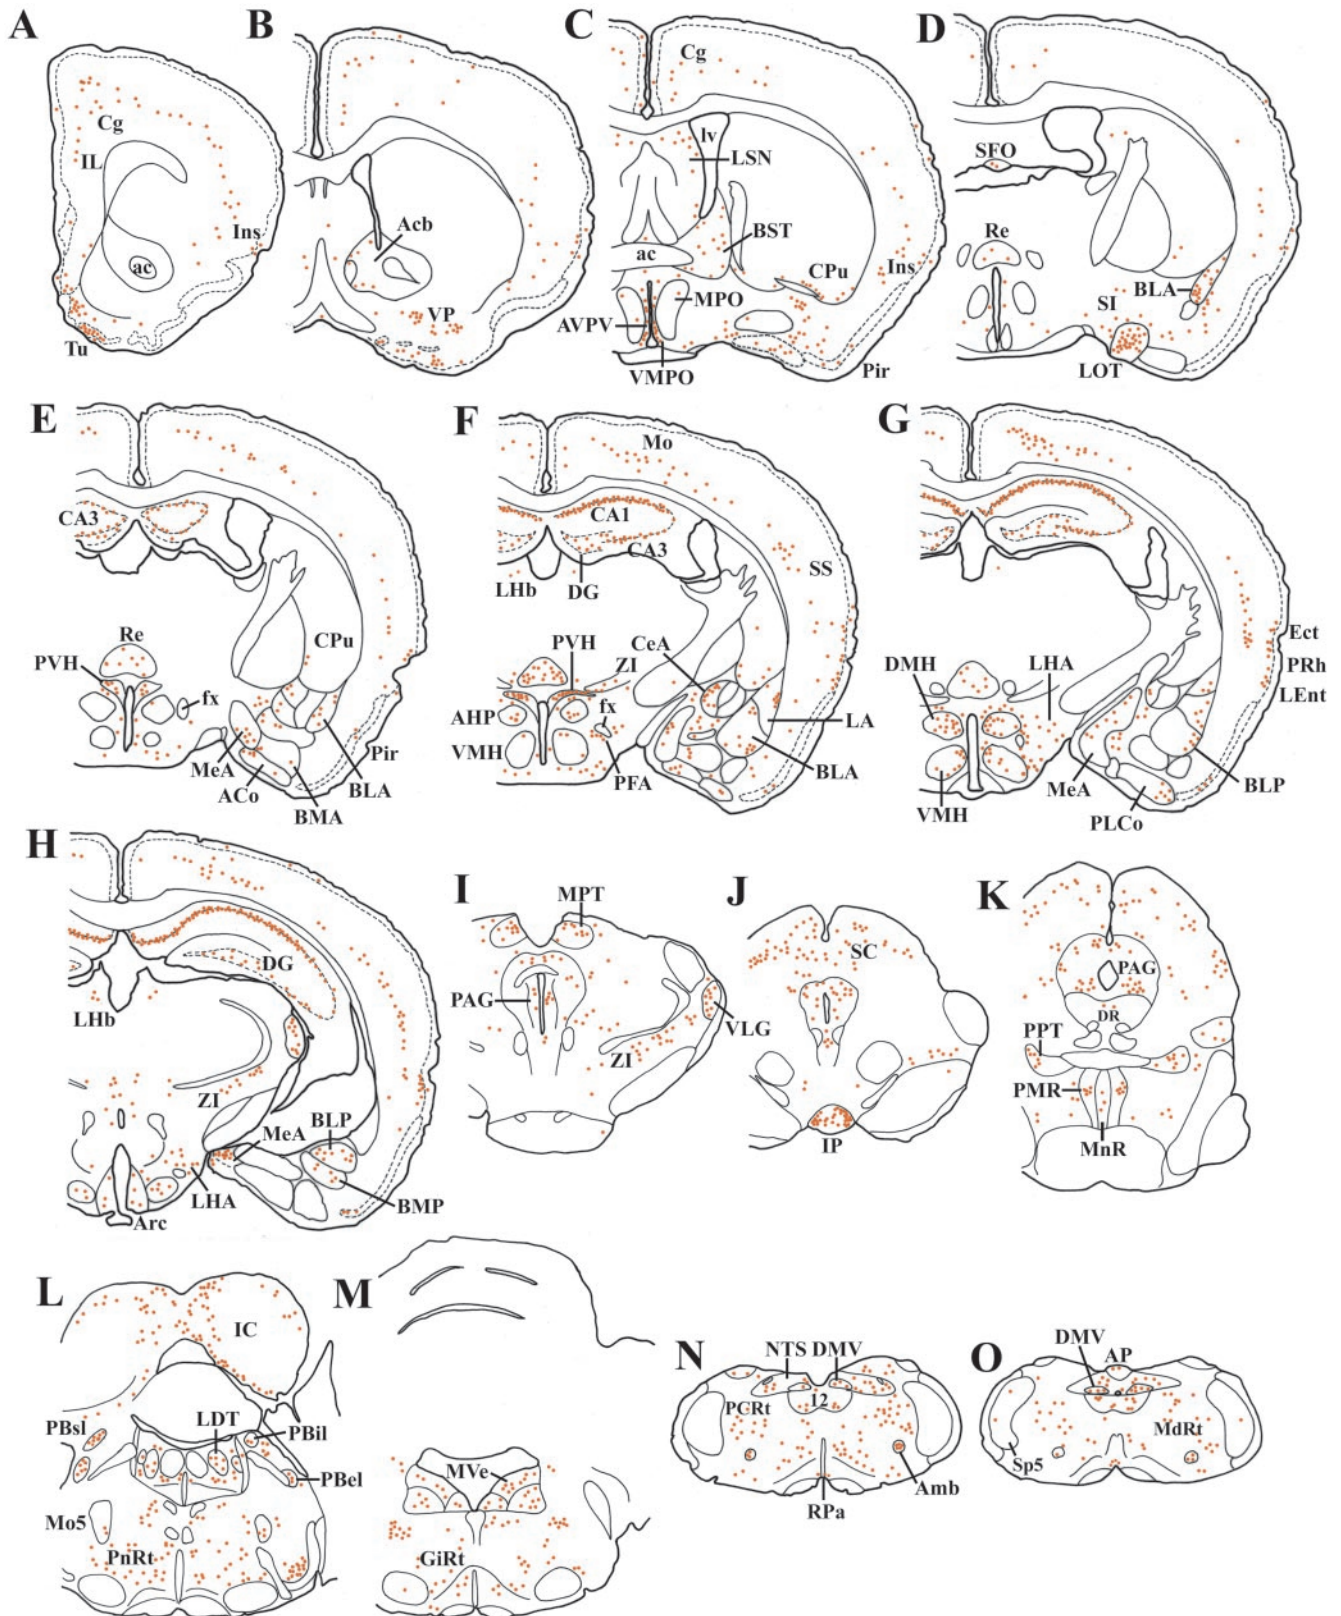 A
Cg
IL
Ins
ac
Tu
B
Acb
VP
C
Cg
lv
LSN
BST
ac
CPu
Ins
MPO
AVPV
VMPO
Pir
D
SFO
Re
BLA
SI
LOT
E
CA3
Re
CPu
PVH
fx
Pir
MeA
ACo
BLA
BMA
F
Mo
CA1
CA3
SS
LHb
DG
PVH
ZI
CeA
AHP
fx
LA
VMH
PFA
BLA
G
Ect
PRh
LEnt
DMH
LHA
VMH
MeA
PLCo
BLP
H
DG
LHb
ZI
BLP
MeA
LHA
BMP
Arc
I
MPT
PAG
VLG
ZI
J
SC
IP
K
PAG
DR
PPT
PMR
MnR
L
IC
LDT
PBsl
PBil
PBel
Mo5
PnRt
M
MVe
GiRt
N
NTS DMV
12
PCRt
Amb
RPa
O
DMV
AP
MdRt
Sp5